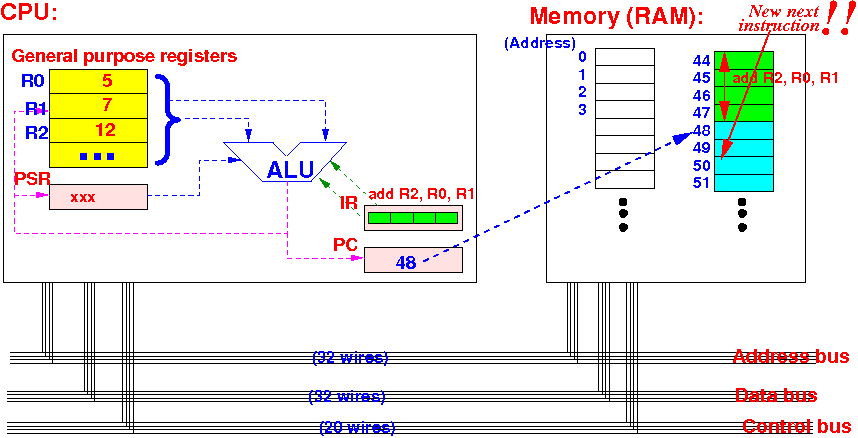 CPU:
Memory (RAM):
New next
instruction !!
(Address)
General purpose registers
R0 5
R1 7
R2 12
PSR
xxx
ALU
IR
add R2, R0, R1
PC
48
0
1
2
3
44
45
46
47
48
49
50
51
add R2, R0, R1
(32 wires)
Address bus
(32 wires)
Data bus
(20 wires)
Control bus